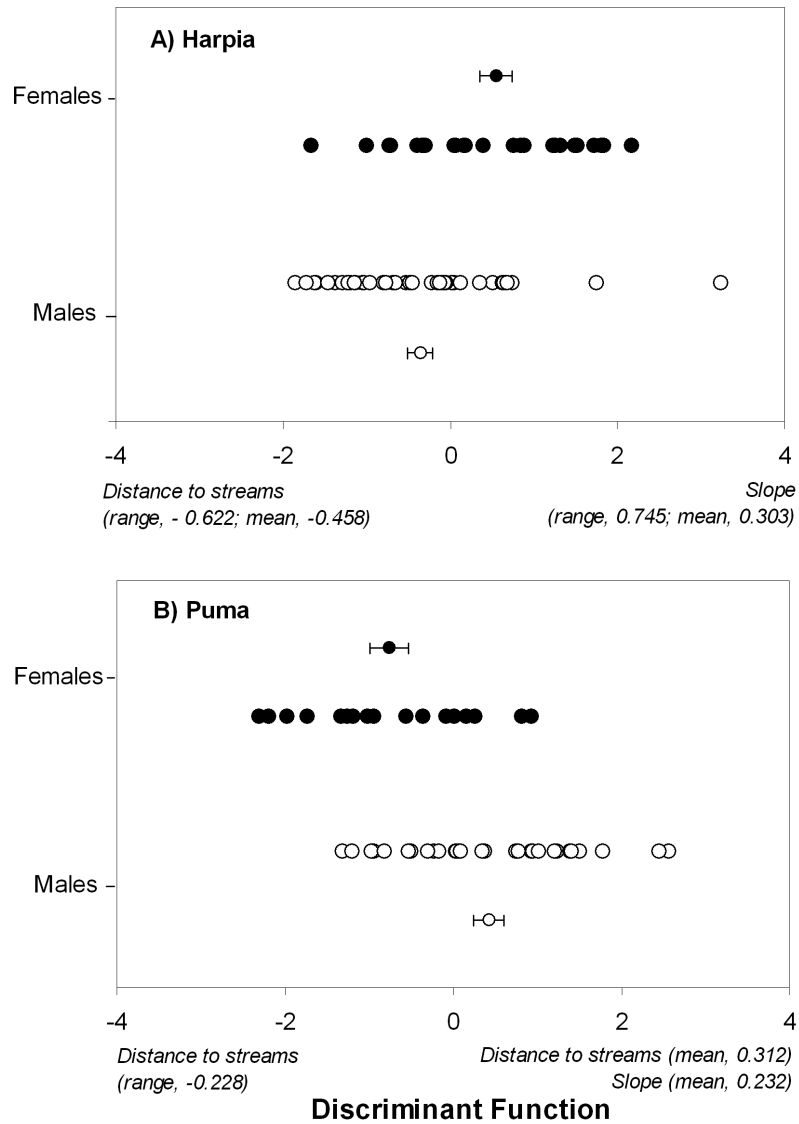 A) Harpia
Females
Males
-4 -2 0 2 4
Distance to streams
(range, - 0.622; mean, -0.458)
Slope
(range, 0.745; mean, 0.303)
B) Puma
Females
Males
-4 -2 0 2 4
Distance to streams
(range, -0.228)
Distance to streams (mean, 0.312)
Slope (mean, 0.232)
Discriminant Function